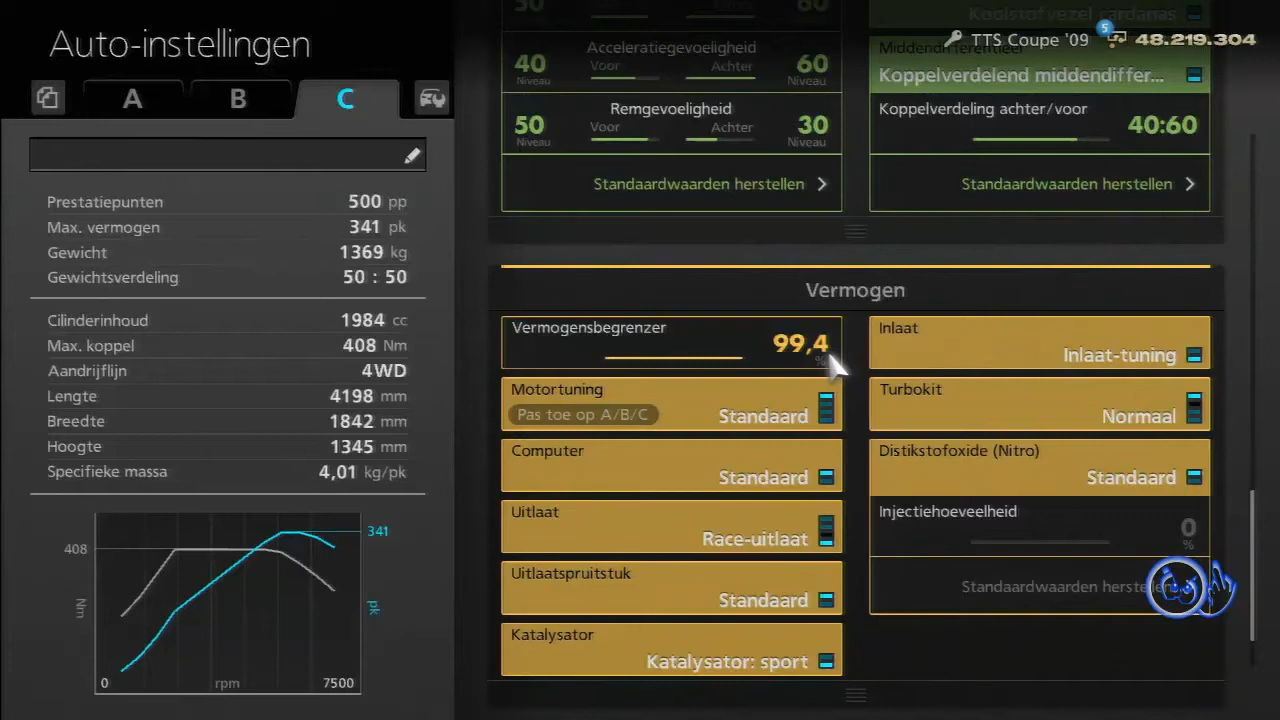 Auto-instellingen
TTS Coupe '09
5
48.219.304
A
B
C
Prestatiepunten 500 pp
Max. vermogen 341 pk
Gewicht 1369 kg
Gewichtsverdeling 50 : 50
Cilinderinhoud 1984 cc
Max. koppel 408 Nm
Aandrijflijn 4WD
Lengte 4198 mm
Breedte 1842 mm
Hoogte 1345 mm
Specifieke massa 4,01 kg/pk
341
408
Nm
pk
0 rpm 7500
Acceleratiegevoeligheid
40 Niveau Voor Achter 60 Niveau
Remgevoeligheid
50 Niveau Voor Achter 30 Niveau
Standaardwaarden herstellen
Koolstofvezel cardanas
Middendifferentieel
Koppelverdelend middendiffer...
Koppelverdeling achter/voor
40:60
Standaardwaarden herstellen
Vermogen
Vermogensbegrenzer
99,4
%
Motortuning
Pas toe op A/B/C Standaard
Computer
Standaard
Uitlaat
Race-uitlaat
Uitlaatspruitstuk
Standaard
Katalysator
Katalysator: sport
Inlaat
Inlaat-tuning
Turbokit
Normaal
Distikstofoxide (Nitro)
Standaard
Injectiehoeveelheid
0
%
Standaardwaarden